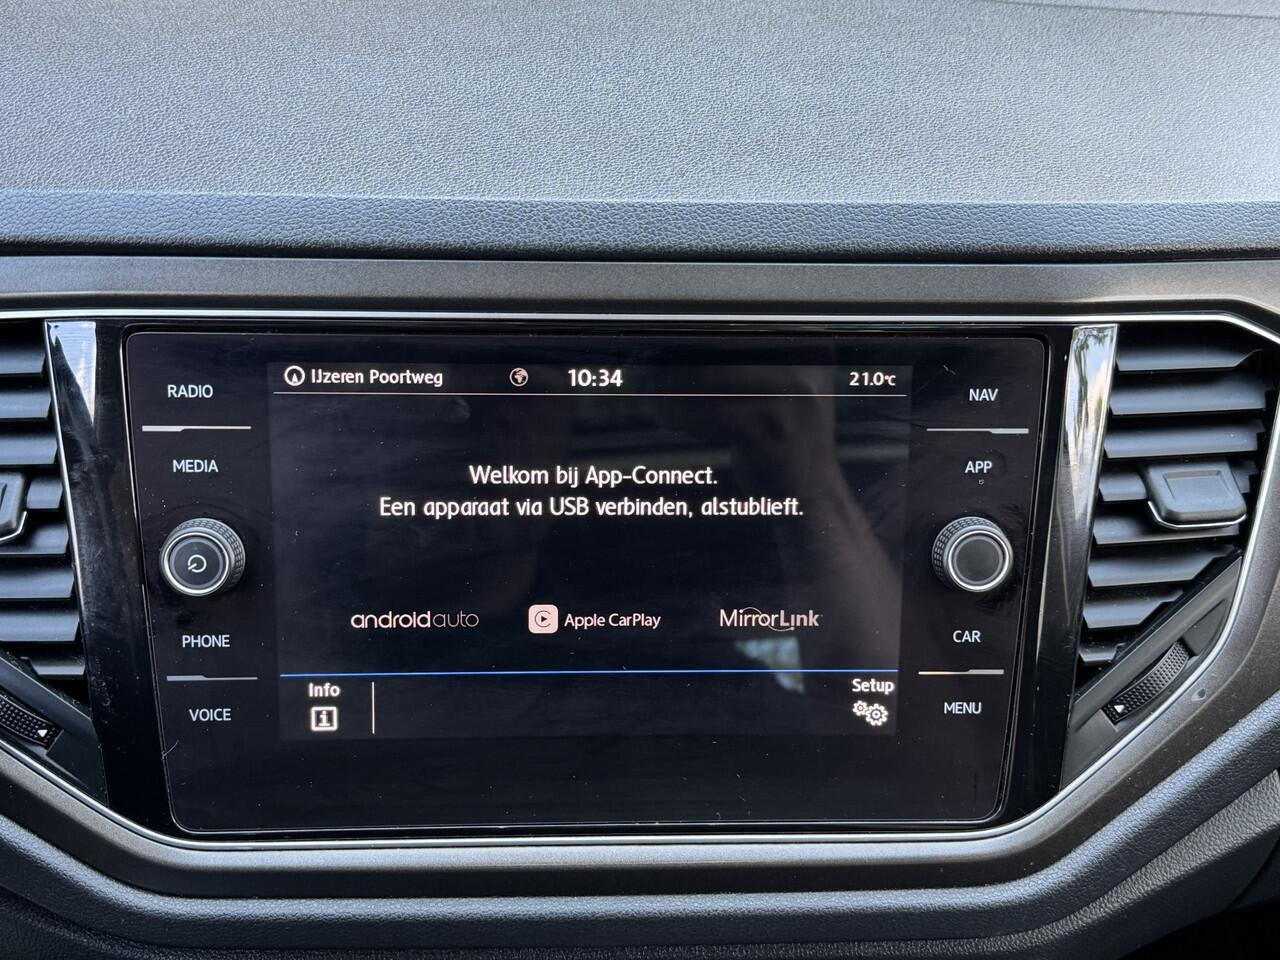 IJzeren Poortweg 10:34 21.0°C
RADIO
MEDIA
PHONE
VOICE
Welkom bij App-Connect.
Een apparaat via USB verbinden, alstublieft.
androidauto Apple CarPlay MirrorLink
Info
i
Setup
NAV
APP
CAR
MENU